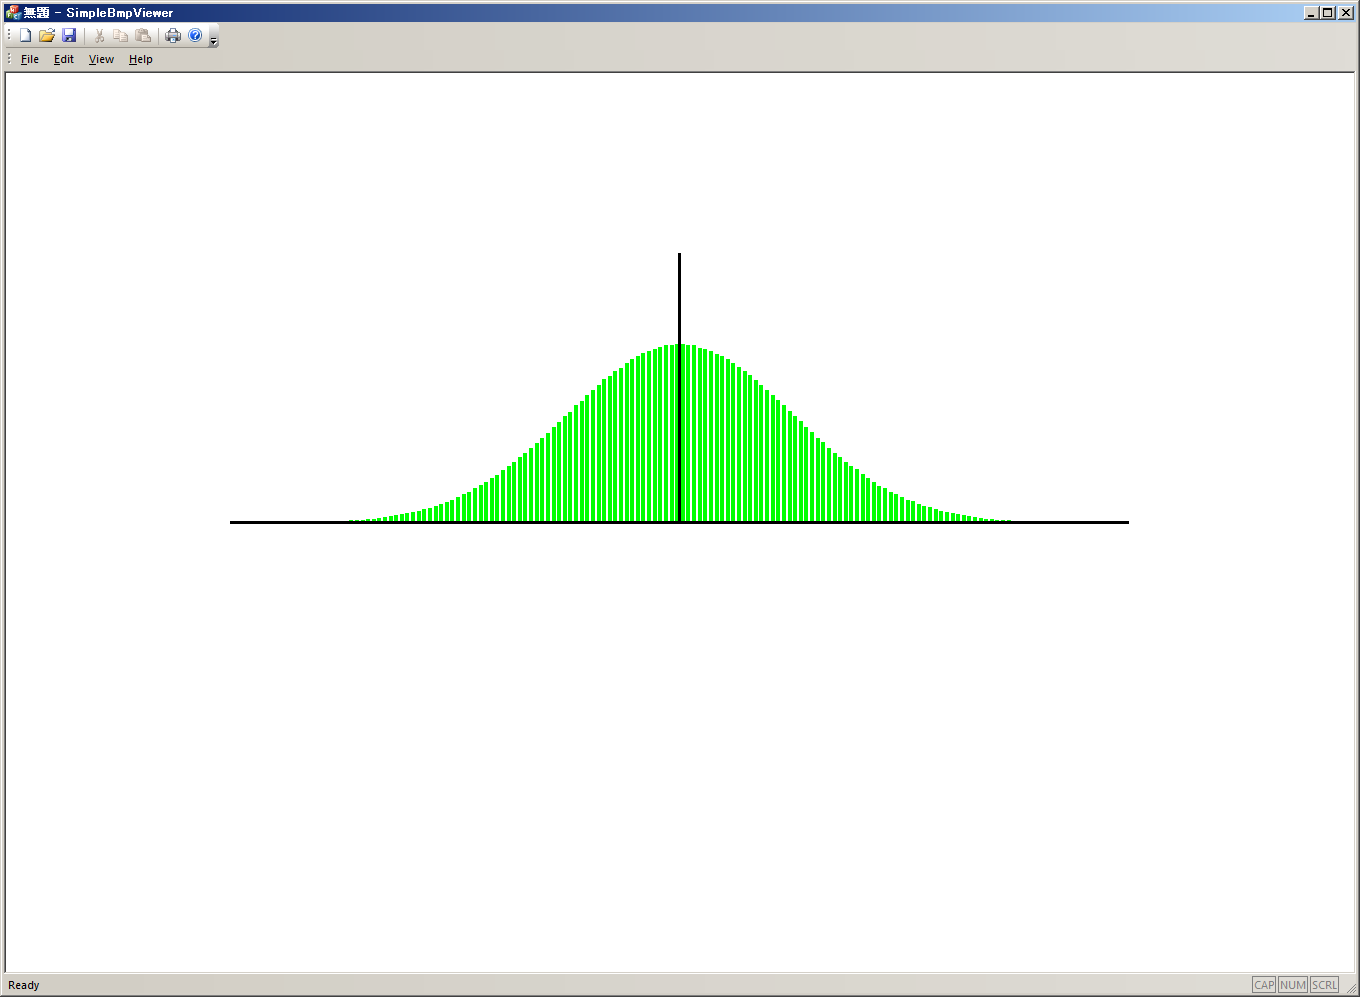 無題 - SimpleBmpViewer
File Edit View Help
Ready
CAP NUM SCRL